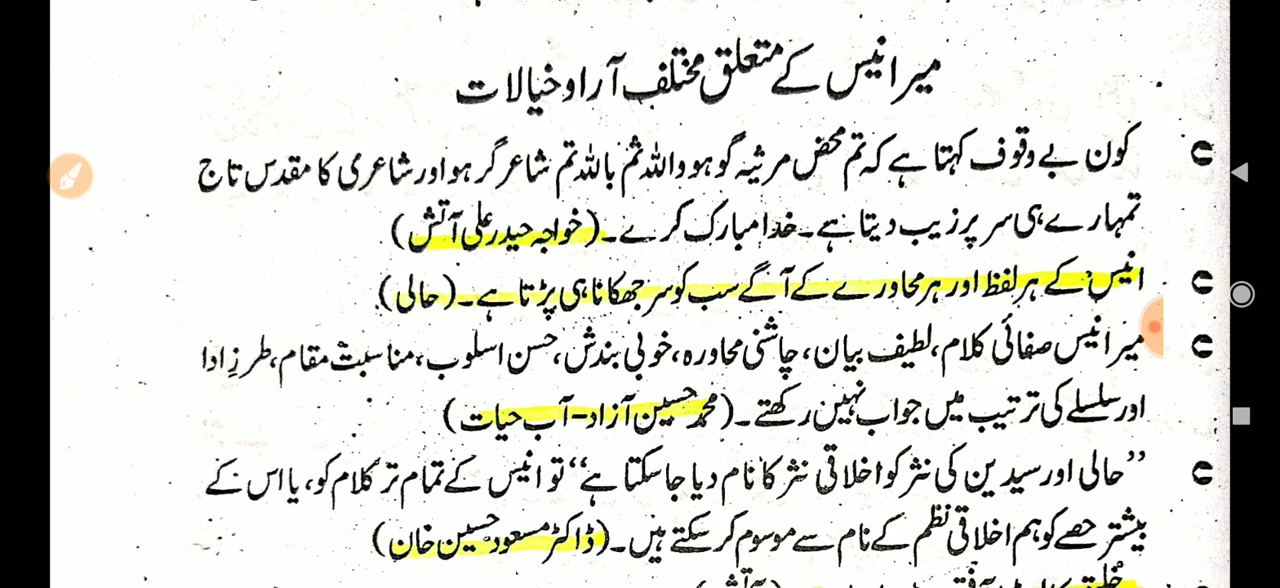 میر انیس کے متعلق مختلف آرا و خیالات
کون بے وقوف کہتا ہے کہ تم محض مرثیہ گو ہو واللہ ثم باللہ تم شاعر گر ہو اور شاعری کا مقدس تاج
تمہارے ہی سر پر زیب دیتا ہے۔ خدا مبارک کرے۔ (خواجہ حیدر علی آتش)
انیس کے ہر لفظ اور ہر محاورے کے آگے سب کو سر جھکانا ہی پڑتا ہے۔ (حالی)
میر انیس صفائی کلام، لطیف بیان، چاشنی محاورہ، خوبی بندش، حسن اسلوب، مناسبت مقام، طرزِ ادا
اور سلسلے کی ترتیب میں جواب نہیں رکھتے۔ (محمد حسین آزاد - آب حیات)
’’حالی اور سیدین کی نثر کو اخلاقی نثر کا نام دیا جا سکتا ہے‘‘ تو انیس کے تمام تر کلام کو، یا اس کے
بیشتر حصے کو ہم اخلاقی نظم کے نام سے موسوم کر سکتے ہیں۔ (ڈاکٹر مسعود حسین خان)